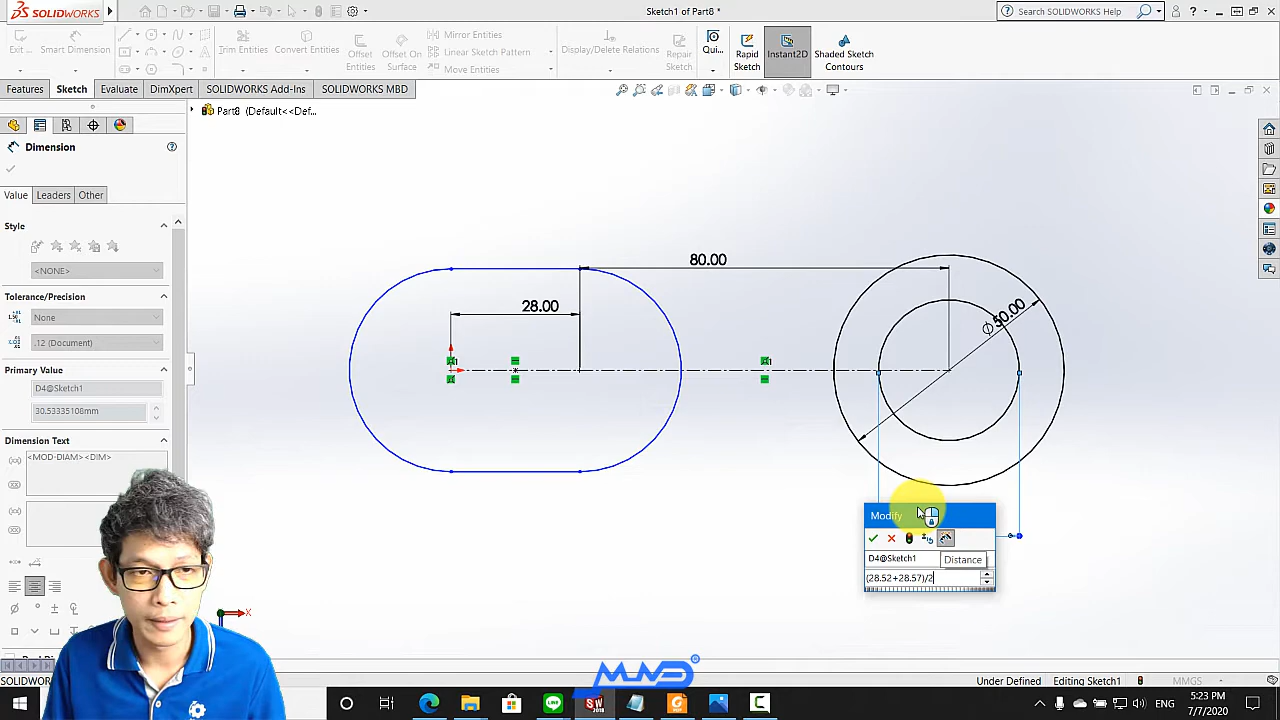 SOLIDWORKS
Sketch1 of Part8 *
Search SOLIDWORKS Help
Exit ...
Smart Dimension
Trim Entities
Convert Entities
Offset Entities
Offset On Surface
Mirror Entities
Linear Sketch Pattern
Move Entities
Display/Delete Relations
Repair Sketch
Qui...
Rapid Sketch
Instant2D
Shaded Sketch Contours
Features
Sketch
Evaluate
DimXpert
SOLIDWORKS Add-Ins
SOLIDWORKS MBD
Part8 (Default<<Def...
Dimension
Value
Leaders
Other
Style
<NONE>
Tolerance/Precision
None
.12 (Document)
Primary Value
D4@Sketch1
30.53335108mm
Dimension Text
<MOD-DIAM><DIM>
80.00
28.00
∅50.00
Modify
D4@Sketch1
Distance
(28.52+28.57)/2
X
MMD
Under Defined
Editing Sketch1
MMGS
ENG
5:23 PM
7/7/2020